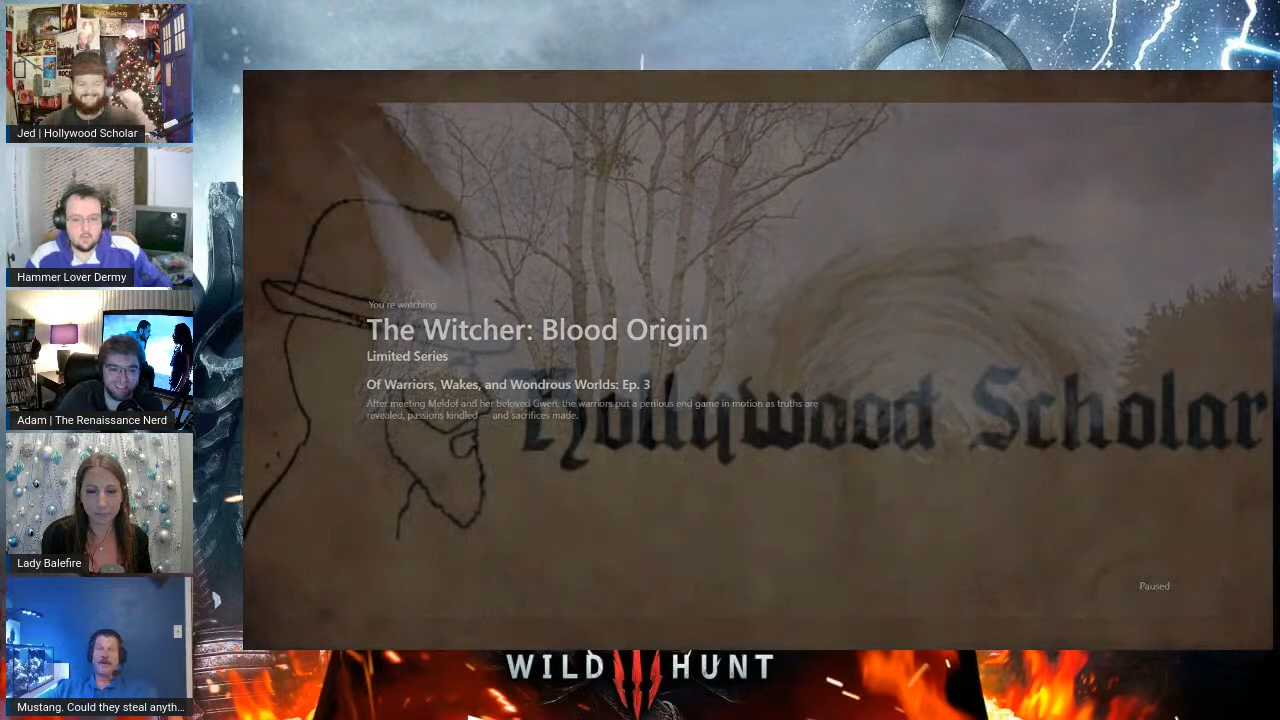 Jed | Hollywood Scholar
Hammer Lover Dermy
Adam | The Renaissance Nerd
Lady Balefire
Mustang. Could they steal anyth...
You're watching
The Witcher: Blood Origin
Limited Series
Of Warriors, Wakes, and Wondrous Worlds: Ep. 3
After meeting Meldof and her beloved Gwen, the warriors put a perilous end game in motion as truths are
revealed, passions kindled — and sacrifices made.
Hollywood Scholar
Paused
WILD III HUNT